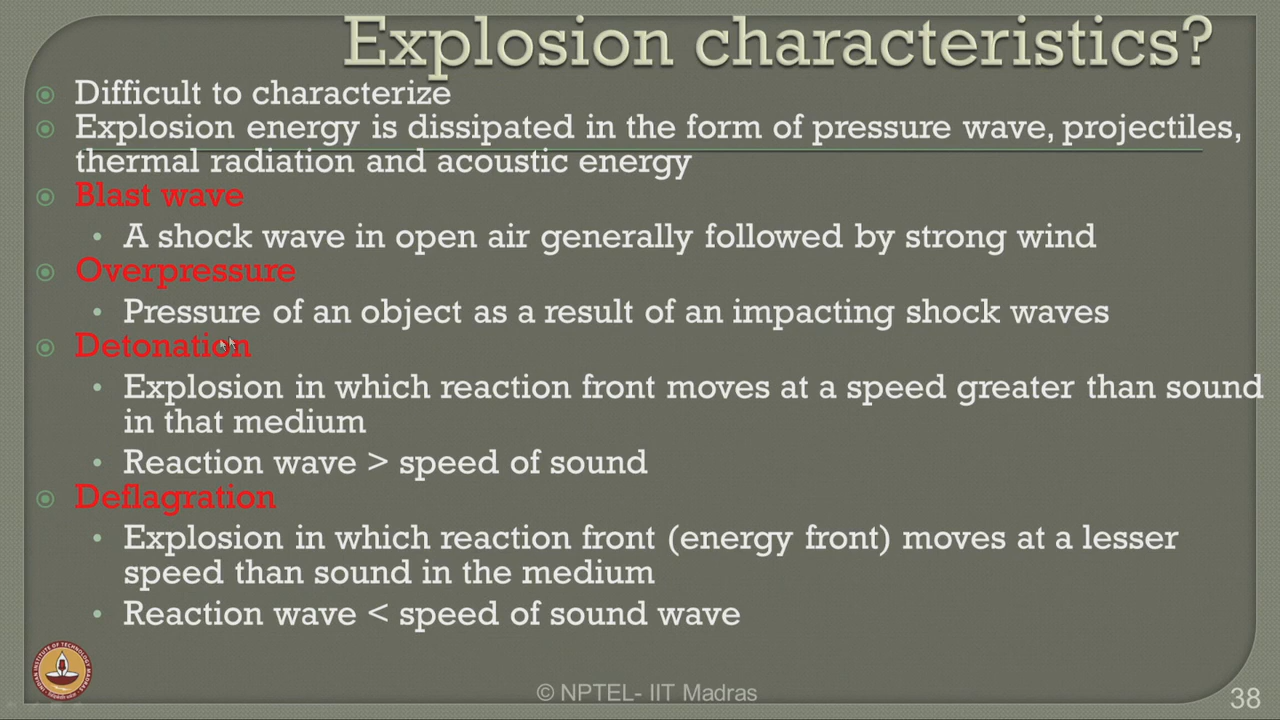 Explosion characteristics?
Difficult to characterize
Explosion energy is dissipated in the form of pressure wave, projectiles,
thermal radiation and acoustic energy
Blast wave
A shock wave in open air generally followed by strong wind
Overpressure
Pressure of an object as a result of an impacting shock waves
Detonation
Explosion in which reaction front moves at a speed greater than sound
in that medium
Reaction wave > speed of sound
Deflagration
Explosion in which reaction front (energy front) moves at a lesser
speed than sound in the medium
Reaction wave < speed of sound wave
© NPTEL- IIT Madras
38